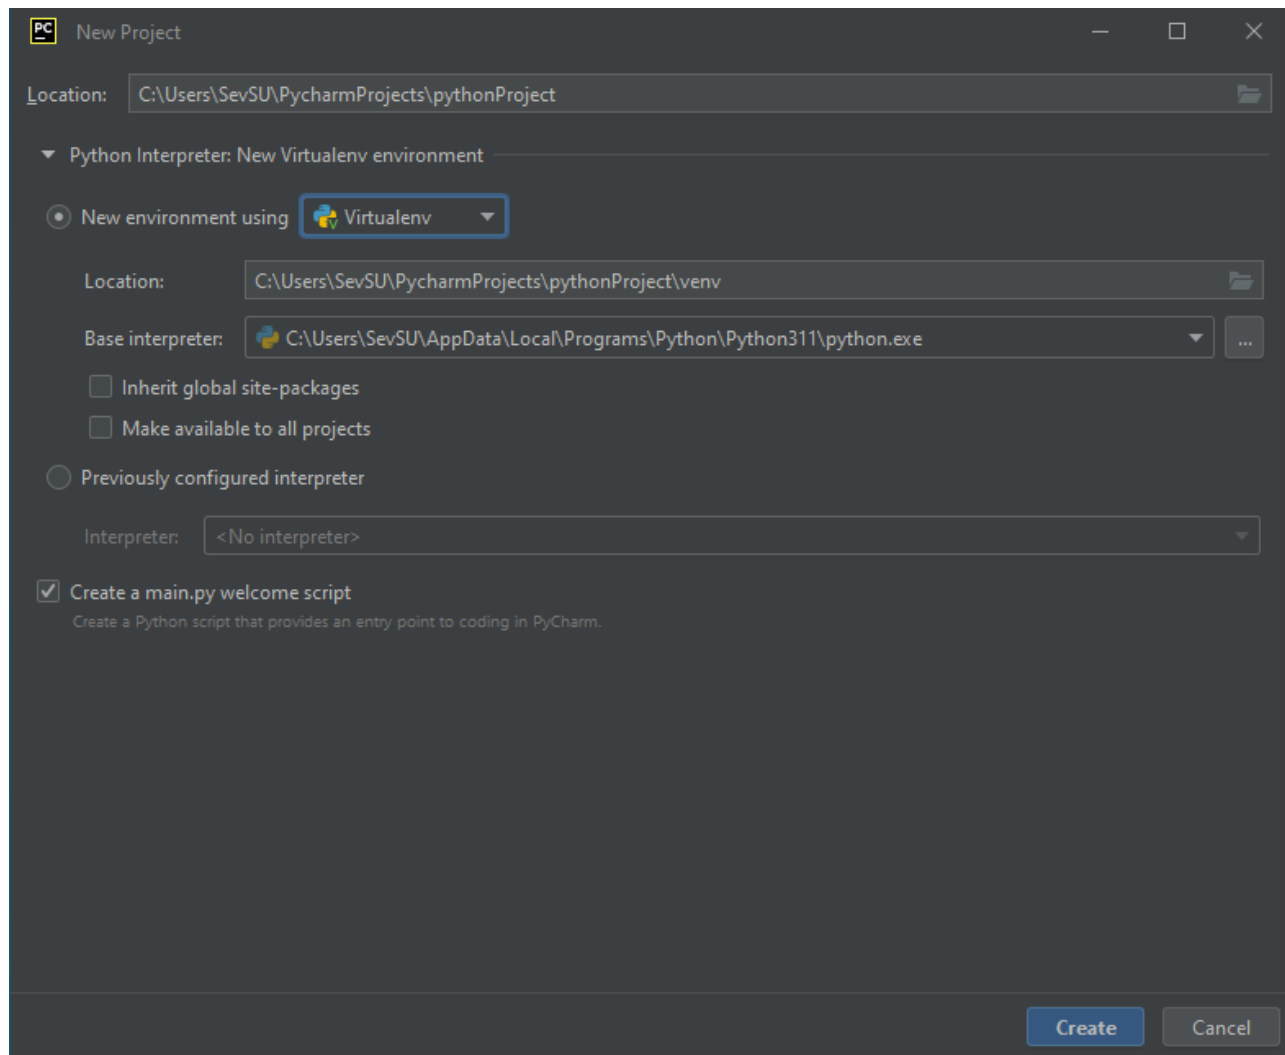 PC New Project
Location: C:\Users\SevSU\PycharmProjects\pythonProject
Python Interpreter: New Virtualenv environment
New environment using Virtualenv
Location: C:\Users\SevSU\PycharmProjects\pythonProject\venv
Base interpreter: C:\Users\SevSU\AppData\Local\Programs\Python\Python311\python.exe ...
Inherit global site-packages
Make available to all projects
Previously configured interpreter
Interpreter: <No interpreter>
Create a main.py welcome script
Create a Python script that provides an entry point to coding in PyCharm.
Create Cancel